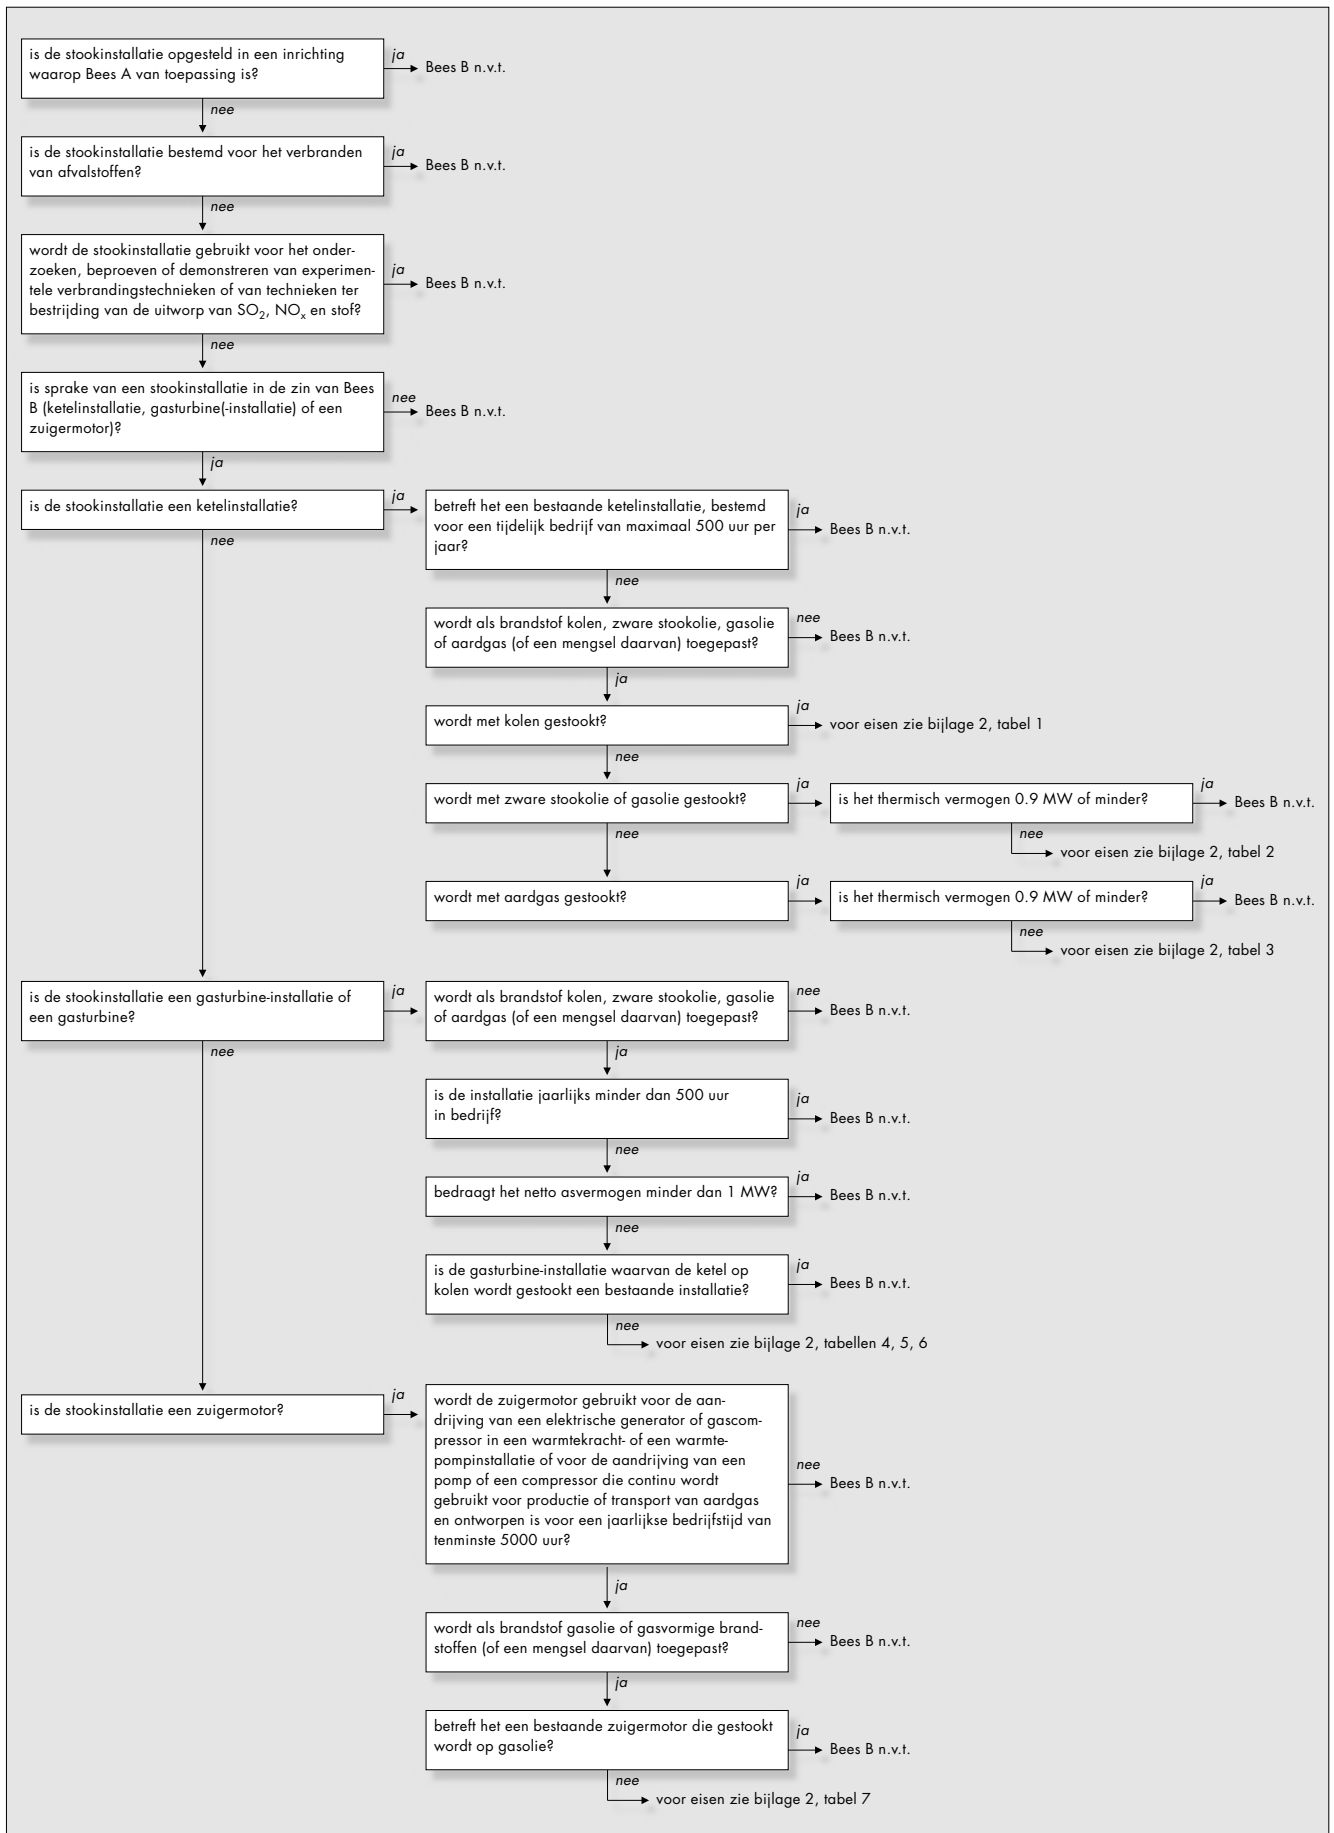 is de stookinstallatie opgesteld in een inrichting
waarop Bees A van toepassing is?
ja
Bees B n.v.t.
nee
is de stookinstallatie bestemd voor het verbranden
van afvalstoffen?
ja
Bees B n.v.t.
nee
wordt de stookinstallatie gebruikt voor het onder-
zoeken, beproeven of demonstreren van experimen-
tele verbrandingstechnieken of van technieken ter
bestrijding van de uitworp van SO₂, NOₓ en stof?
ja
Bees B n.v.t.
nee
is sprake van een stookinstallatie in de zin van Bees
B (ketelinstallatie, gasturbine(-installatie) of een
zuigermotor)?
nee
Bees B n.v.t.
ja
is de stookinstallatie een ketelinstallatie?
ja
nee
betreft het een bestaande ketelinstallatie, bestemd
voor een tijdelijk bedrijf van maximaal 500 uur per
jaar?
ja
Bees B n.v.t.
nee
wordt als brandstof kolen, zware stookolie, gasolie
of aardgas (of een mengsel daarvan) toegepast?
nee
Bees B n.v.t.
ja
wordt met kolen gestookt?
ja
voor eisen zie bijlage 2, tabel 1
nee
wordt met zware stookolie of gasolie gestookt?
ja
is het thermisch vermogen 0.9 MW of minder?
ja
Bees B n.v.t.
nee
voor eisen zie bijlage 2, tabel 2
nee
wordt met aardgas gestookt?
ja
is het thermisch vermogen 0.9 MW of minder?
ja
Bees B n.v.t.
nee
voor eisen zie bijlage 2, tabel 3
is de stookinstallatie een gasturbine-installatie of
een gasturbine?
ja
nee
wordt als brandstof kolen, zware stookolie, gasolie
of aardgas (of een mengsel daarvan) toegepast?
nee
Bees B n.v.t.
ja
is de installatie jaarlijks minder dan 500 uur
in bedrijf?
ja
Bees B n.v.t.
nee
bedraagt het netto asvermogen minder dan 1 MW?
ja
Bees B n.v.t.
nee
is de gasturbine-installatie waarvan de ketel op
kolen wordt gestookt een bestaande installatie?
ja
Bees B n.v.t.
nee
voor eisen zie bijlage 2, tabellen 4, 5, 6
is de stookinstallatie een zuigermotor?
ja
wordt de zuigermotor gebruikt voor de aan-
drijving van een elektrische generator of gascom-
pressor in een warmtekracht- of een warmte-
pompinstallatie of voor de aandrijving van een
pomp of een compressor die continu wordt
gebruikt voor productie of transport van aardgas
en ontworpen is voor een jaarlijkse bedrijfstijd van
tenminste 5000 uur?
nee
Bees B n.v.t.
ja
wordt als brandstof gasolie of gasvormige brand-
stoffen (of een mengsel daarvan) toegepast?
nee
Bees B n.v.t.
ja
betreft het een bestaande zuigermotor die gestookt
wordt op gasolie?
ja
Bees B n.v.t.
nee
voor eisen zie bijlage 2, tabel 7